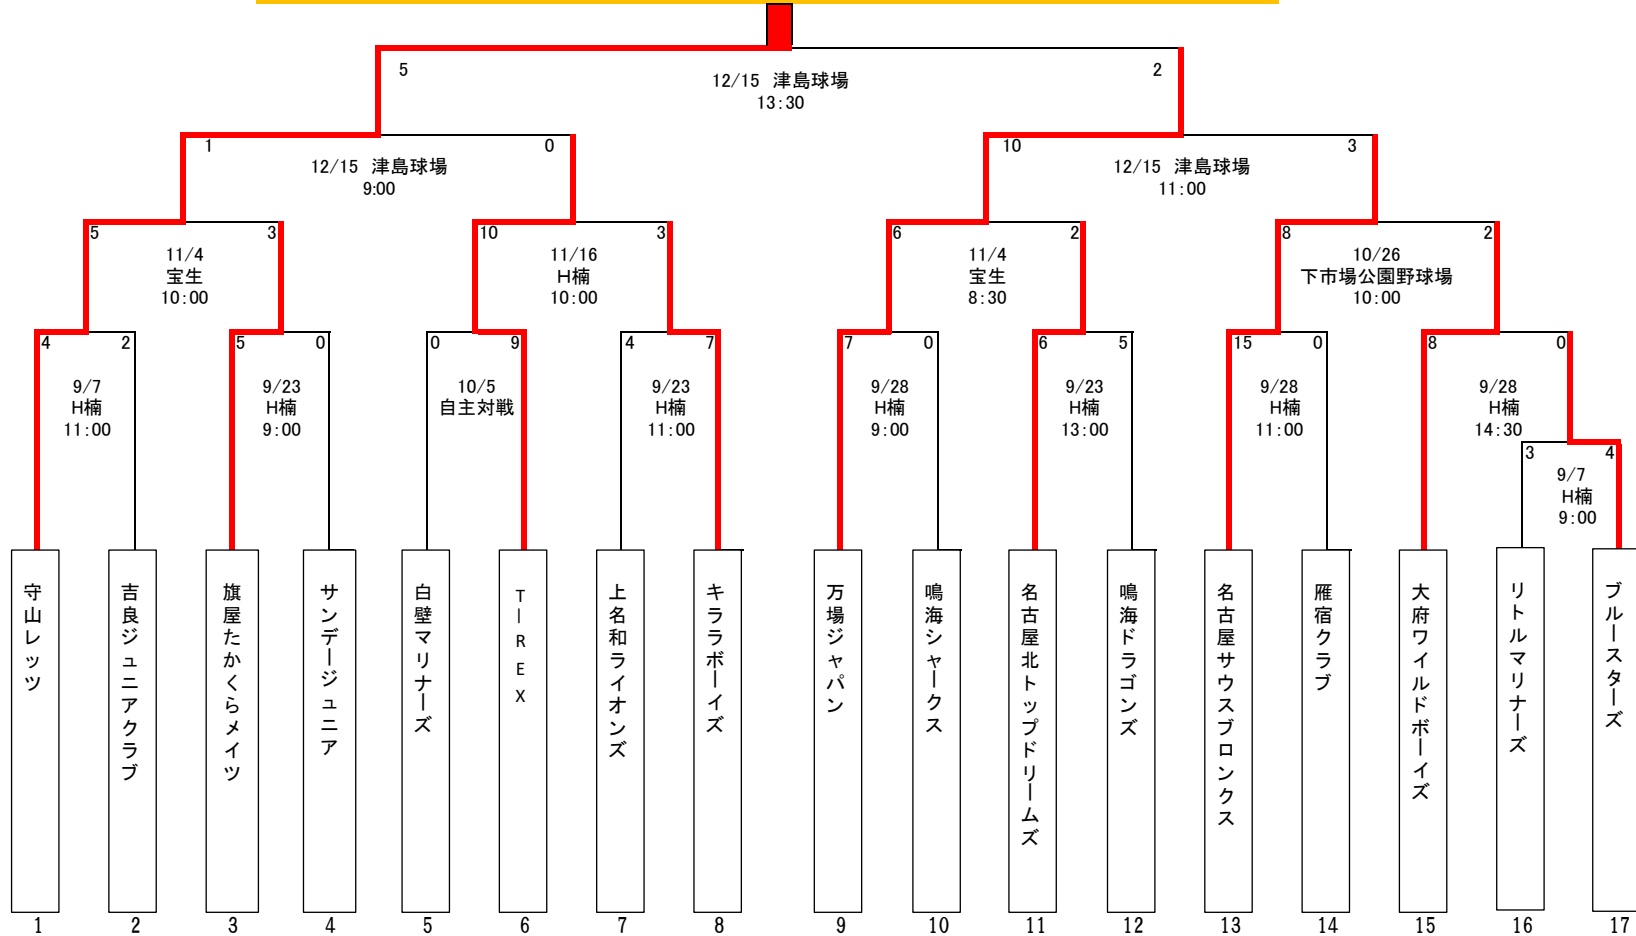 5
2
12/15 津島球場
13:30
1
0
10
3
12/15 津島球場
9:00
12/15 津島球場
11:00
5
3
10
3
6
2
8
2
11/4
宝生
10:00
11/16
H楠
10:00
11/4
宝生
8:30
10/26
下市場公園野球場
10:00
4
2
5
0
0
9
4
7
7
0
6
5
15
0
8
0
9/7
H楠
11:00
9/23
H楠
9:00
10/5
自主対戦
9/23
H楠
11:00
9/28
H楠
9:00
9/23
H楠
13:00
9/28
H楠
11:00
9/28
H楠
14:30
3
4
9/7
H楠
9:00
守山レッツ
吉良ジュニアクラブ
旗屋たかくらメイツ
サンデージュニア
白壁マリナーズ
T－REX
上名和ライオンズ
キララボーイズ
万場ジャパン
鳴海シャークス
名古屋北トップドリームズ
鳴海ドラゴンズ
名古屋サウスブロンクス
雁宿クラブ
大府ワイルドボーイズ
リトルマリナーズ
ブルースターズ
1
2
3
4
5
6
7
8
9
10
11
12
13
14
15
16
17